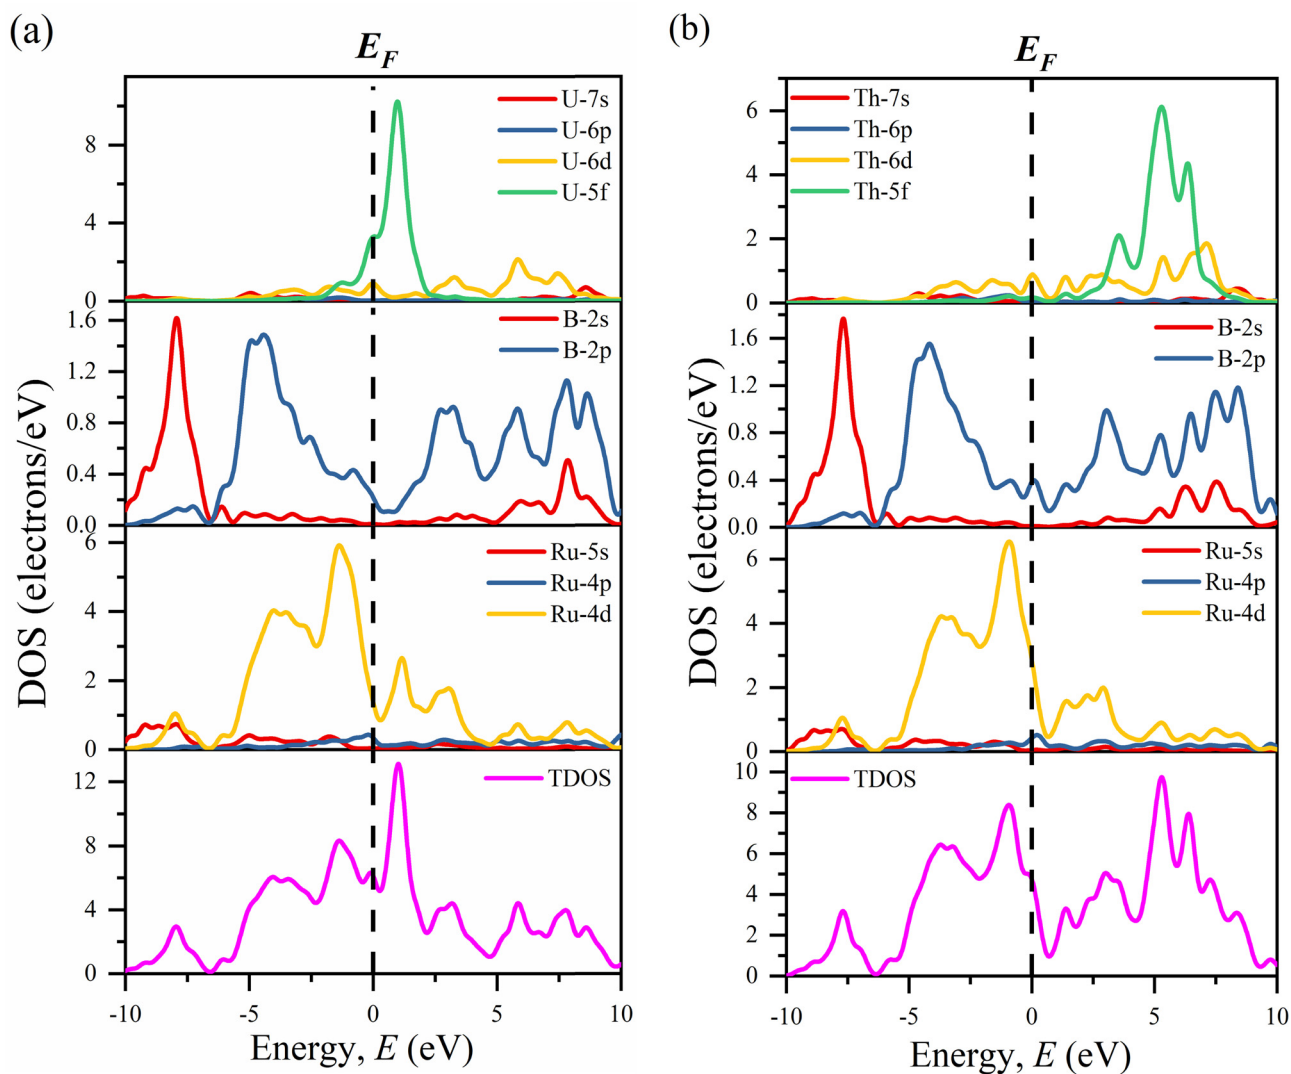 (a)
E_F
U-7s
U-6p
U-6d
U-5f
8
4
0
B-2s
B-2p
1.6
1.2
0.8
0.4
0.0
Ru-5s
Ru-4p
Ru-4d
6
4
2
0
TDOS
12
8
4
0
-10 -5 0 5 10
DOS (electrons/eV)
Energy, E (eV)
(b)
E_F
Th-7s
Th-6p
Th-6d
Th-5f
6
4
2
0
B-2s
B-2p
1.6
1.2
0.8
0.4
0.0
Ru-5s
Ru-4p
Ru-4d
6
4
2
0
TDOS
10
8
6
4
2
0
-10 -5 0 5 10
DOS (electrons/eV)
Energy, E (eV)